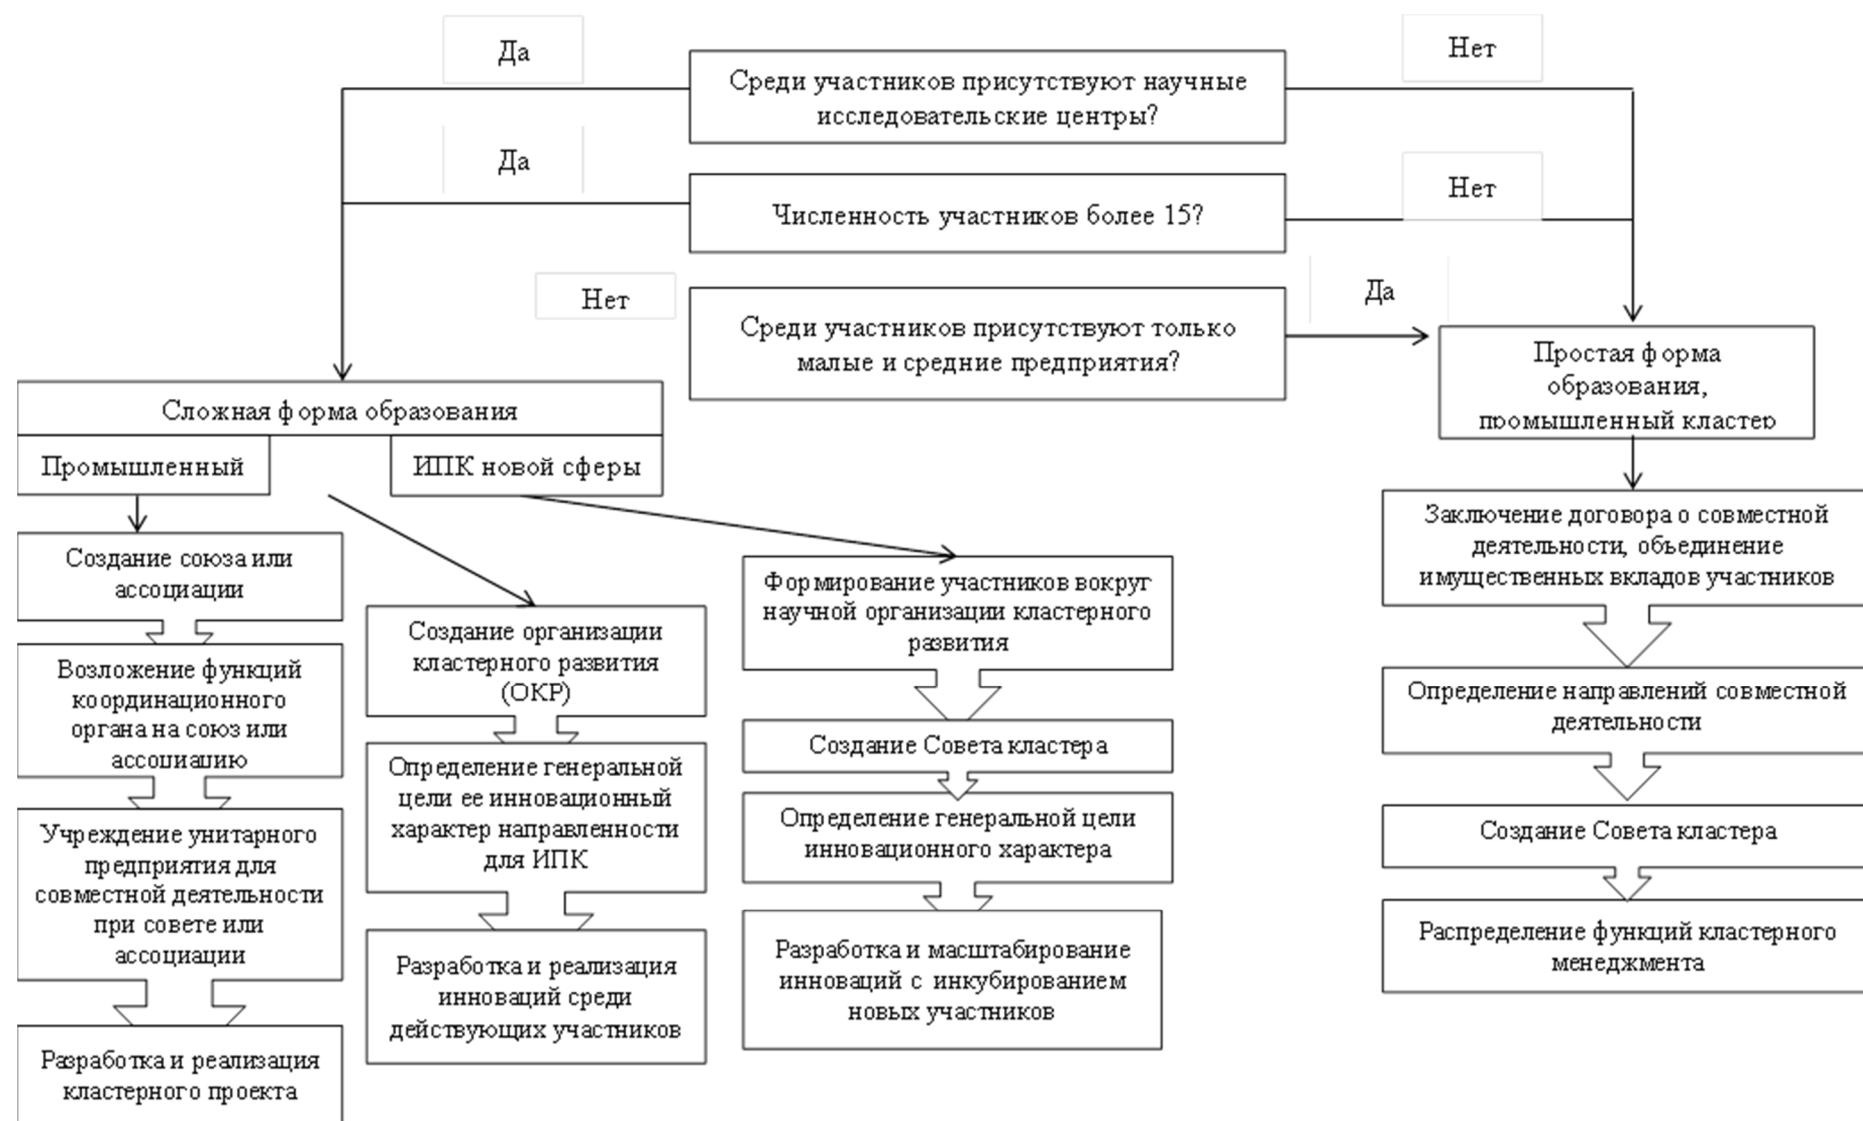 Да
Среди участников присутствуют научные
исследовательские центры?
Нет
Да
Численность участников более 15?
Нет
Нет
Среди участников присутствуют только
малые и средние предприятия?
Да
Простая форма
образования,
промышленный кластер
Сложная форма образования
Промышленный
ИПК новой сферы
Создание союза или
ассоциации
Возложение функций
координационного
органа на союз или
ассоциацию
Учреждение унитарного
предприятия для
совместной деятельности
при совете или
ассоциации
Разработка и реализация
кластерного проекта
Создание организации
кластерного развития
(ОКР)
Определение генеральной
цели ее инновационный
характер направленности
для ИПК
Разработка и реализация
инноваций среди
действующих участников
Формирование участников вокруг
научной организации кластерного
развития
Создание Совета кластера
Определение генеральной цели
инновационного характера
Разработка и масштабирование
инноваций с инкубированием
новых участников
Заключение договора о совместной
деятельности, объединение
имущественных вкладов участников
Определение направлений совместной
деятельности
Создание Совета кластера
Распределение функций кластерного
менеджмента